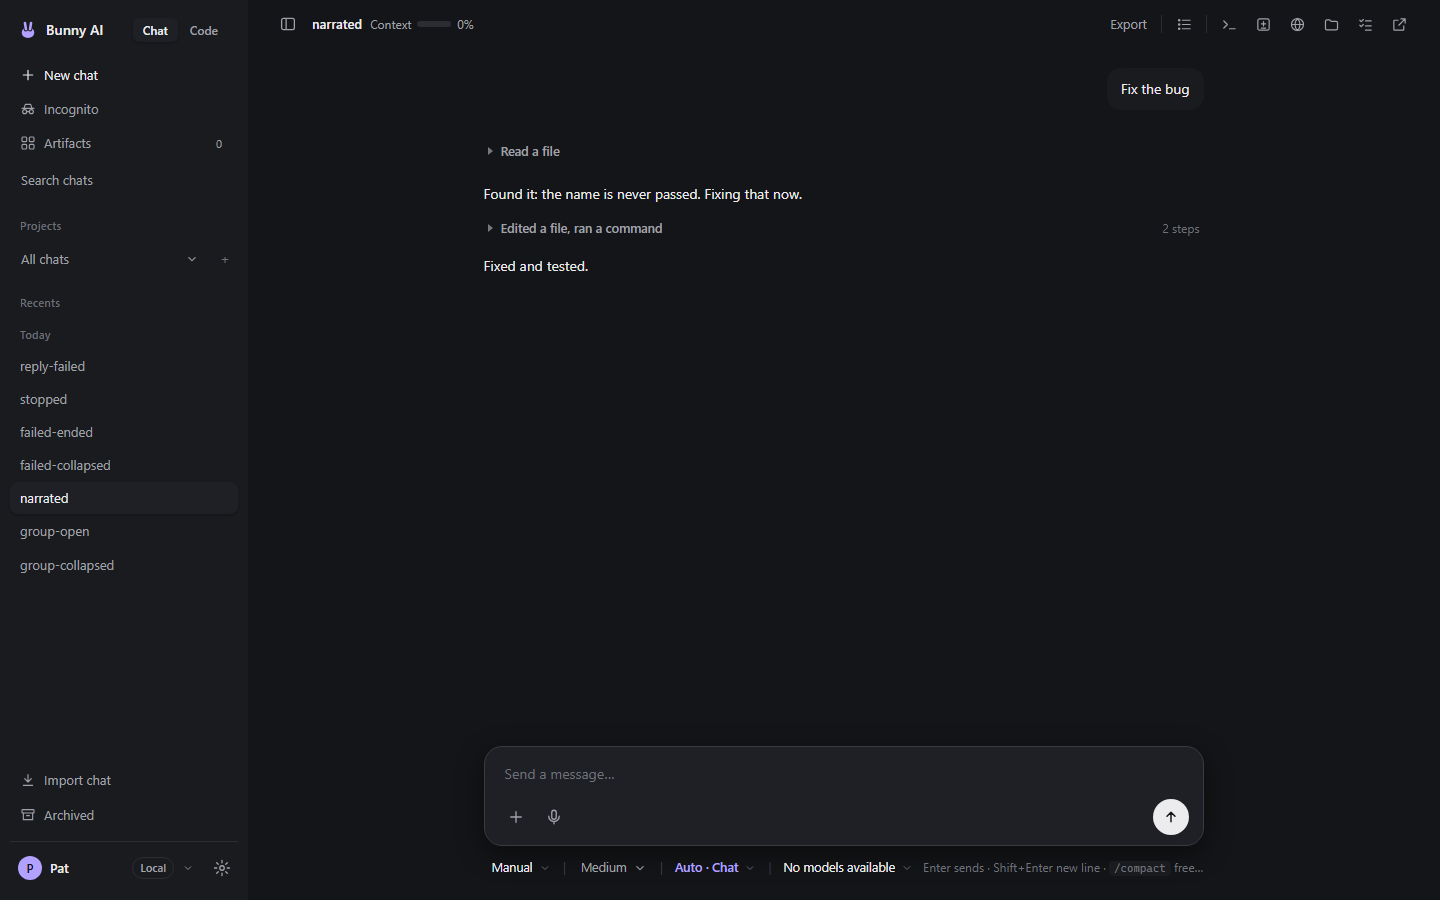 Bunny AI
Chat
Code
New chat
Incognito
Artifacts 0
Search chats
Projects
All chats +
Recents
Today
reply-failed
stopped
failed-ended
failed-collapsed
narrated
group-open
group-collapsed
Import chat
Archived
P Pat Local
narrated Context 0%
Export
Fix the bug
Read a file
Found it: the name is never passed. Fixing that now.
Edited a file, ran a command 2 steps
Fixed and tested.
Send a message...
Manual Medium Auto · Chat No models available Enter sends · Shift+Enter new line · /compact free...